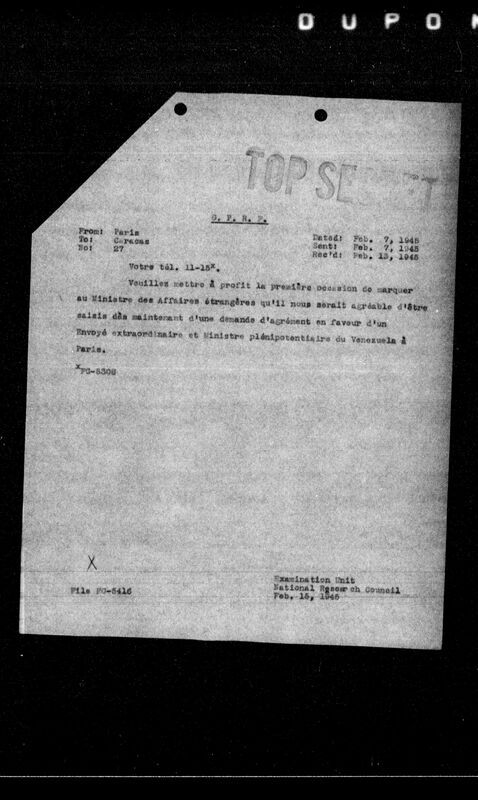 DUPON
TOP SECRET
G. P. R. F.
From: Paris
To: Caracas
No: 27
Dated: Feb. 7, 1945
Sent: Feb. 7, 1945
Rec'd: Feb. 13, 1945
Votre tél. 11-15x.
Veuillez mettre à profit la première occasion de marquer
au Ministre des Affaires étrangères qu'il nous serait agréable d'être
saisis dès maintenant d'une demande d'agrément en faveur d'un
Envoyé extraordinaire et Ministre plénipotentiaire du Venezuela à
Paris.
xFG-5308
X
File FG-5416
Examination Unit
National Research Council
Feb. 15, 1945